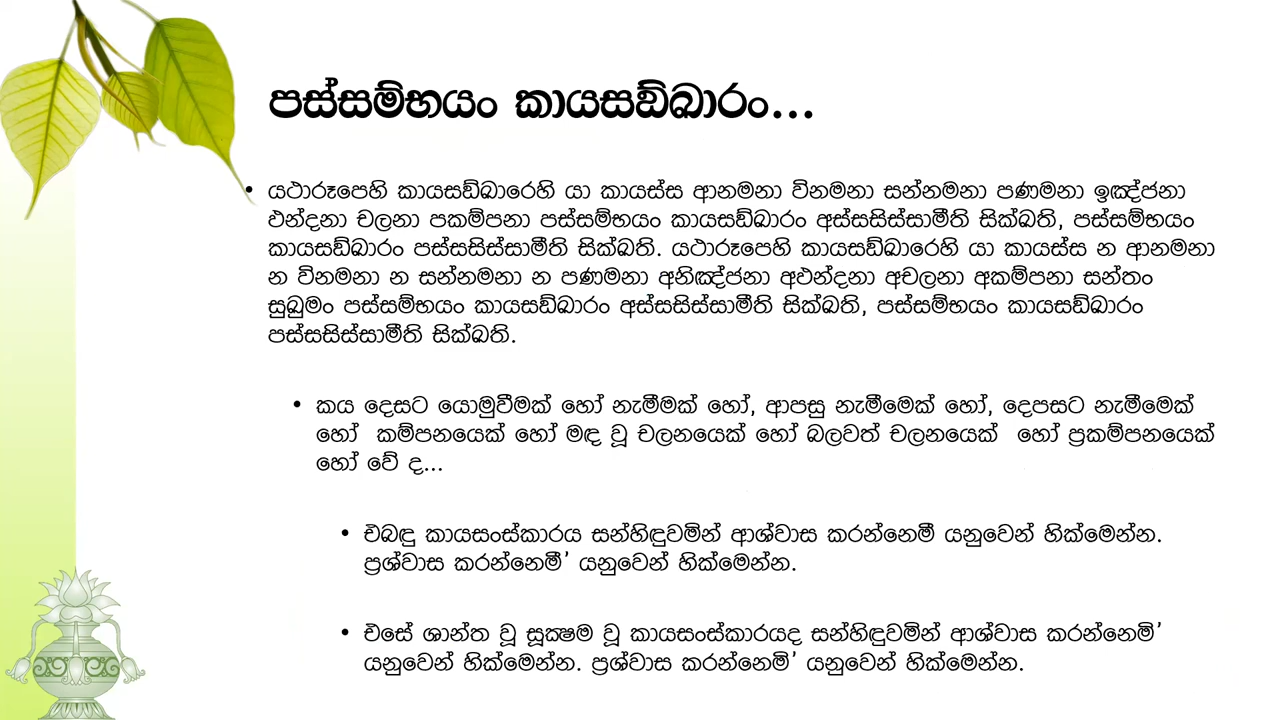 පස්සම්භයං කායසඞ්ඛාරං...
• යථාරූපෙහි කායසඞ්ඛාරෙහි යා කායස්ස ආනමනා විනමනා සන්නමනා පණමනා ඉඤ්ජනා
ඵන්දනා චලනා පකම්පනා පස්සම්භයං කායසඞ්ඛාරං අස්සසිස්සාමීති සික්ඛති, පස්සම්භයං
කායසඞ්ඛාරං පස්සසිස්සාමීති සික්ඛති. යථාරූපෙහි කායසඞ්ඛාරෙහි යා කායස්ස න ආනමනා
න විනමනා න සන්නමනා න පණමනා අනිඤ්ජනා අඵන්දනා අචලනා අකම්පනා සන්තං
සුඛුමං පස්සම්භයං කායසඞ්ඛාරං අස්සසිස්සාමීති සික්ඛති, පස්සම්භයං කායසඞ්ඛාරං
පස්සසිස්සාමීති සික්ඛති.
• කය දෙසට යොමුවීමක් හෝ නැමීමක් හෝ, ආපසු නැමීමෙක් හෝ, දෙපසට නැමීමෙක්
හෝ කම්පනයෙක් හෝ මඳ වූ චලනයෙක් හෝ බලවත් චලනයෙක් හෝ ප්‍රකම්පනයෙක්
හෝ වේ ද...
• එබඳු කායසංස්කාරය සන්හිඳුවමින් ආශ්වාස කරන්නෙමී යනුවෙන් හික්මෙන්න.
ප්‍රශ්වාස කරන්නෙමී’ යනුවෙන් හික්මෙන්න.
• එසේ ශාන්ත වූ සූක්‍ෂම වූ කායසංස්කාරයද සන්හිඳුවමින් ආශ්වාස කරන්නෙමි’
යනුවෙන් හික්මෙන්න. ප්‍රශ්වාස කරන්නෙමි’ යනුවෙන් හික්මෙන්න.